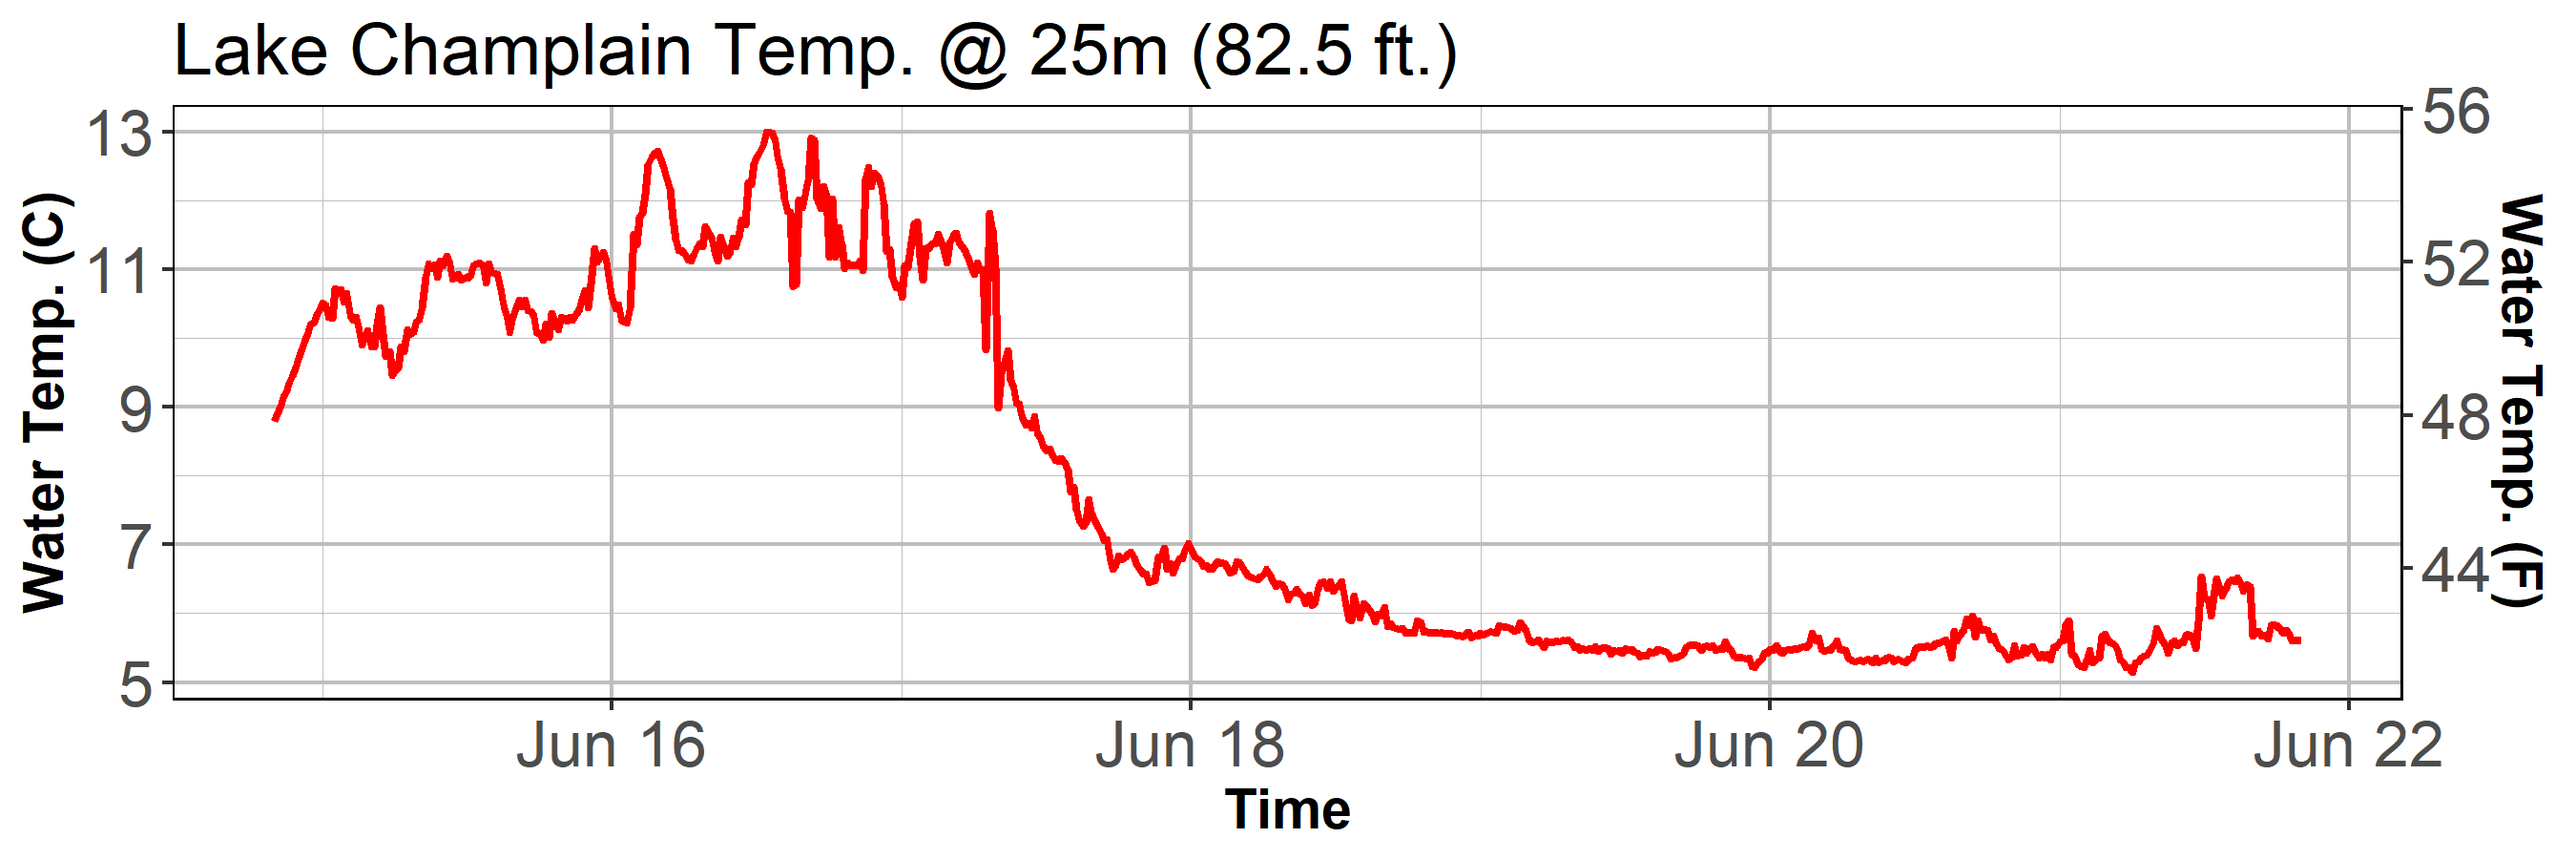 Lake Champlain Temp. @ 25m (82.5 ft.)
Water Temp. (C)
13
11
9
7
5
56
52
48
44
Water Temp. (F)
Jun 16
Jun 18
Jun 20
Jun 22
Time